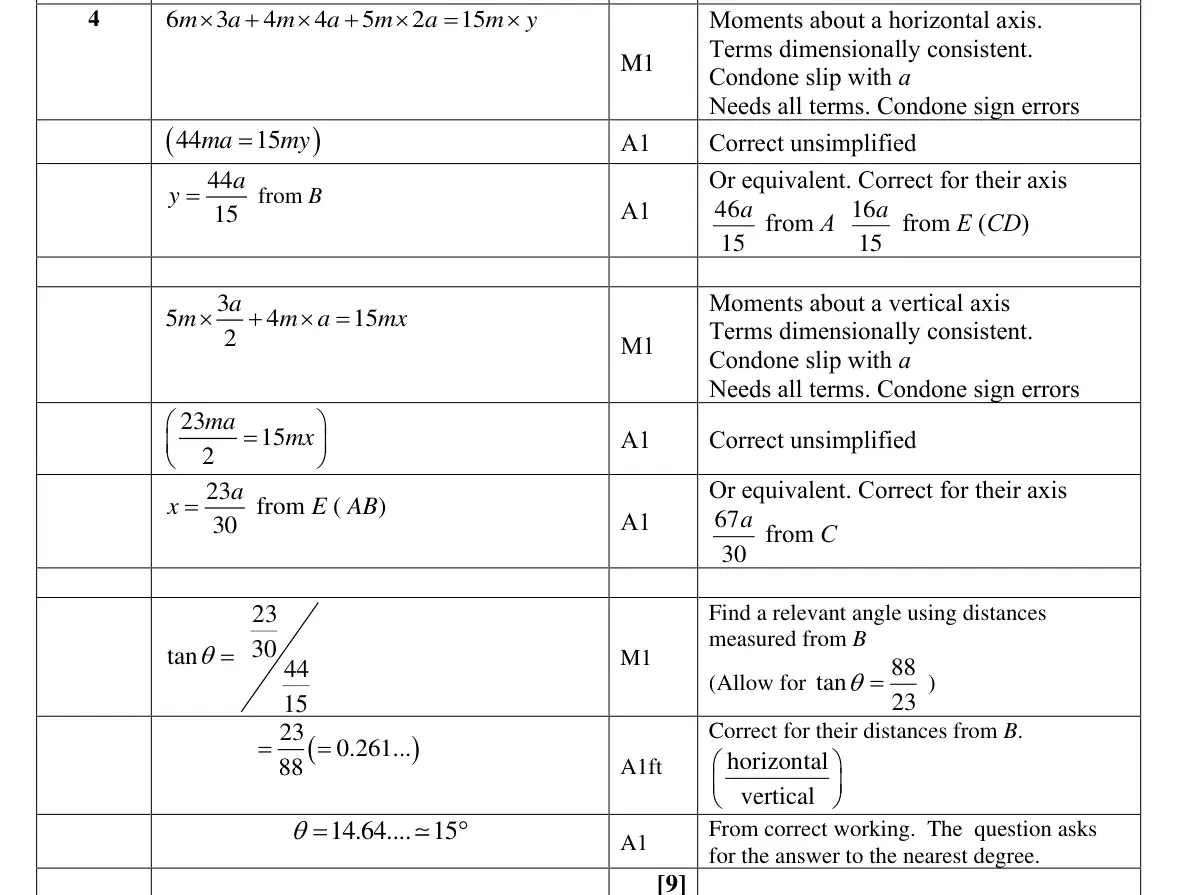 4
6m×3a+4m×4a+5m×2a=15m×y
M1
Moments about a horizontal axis.
Terms dimensionally consistent.
Condone slip with a
Needs all terms. Condone sign errors
(44ma=15my)
A1
Correct unsimplified
y = 44a/15 from B
A1
Or equivalent. Correct for their axis
46a/15 from A 16a/15 from E (CD)
5m× 3a/2 +4m×a=15mx
M1
Moments about a vertical axis
Terms dimensionally consistent.
Condone slip with a
Needs all terms. Condone sign errors
(23ma/2 =15mx)
A1
Correct unsimplified
x = 23a/30 from E ( AB)
A1
Or equivalent. Correct for their axis
67a/30 from C
tanθ = 23/30 / 44/15
M1
Find a relevant angle using distances
measured from B
(Allow for tanθ = 88/23 )
= 23/88 (=0.261...)
A1ft
Correct for their distances from B.
(horizontal/vertical)
θ=14.64....≃15°
A1
From correct working. The question asks
for the answer to the nearest degree.
[9]